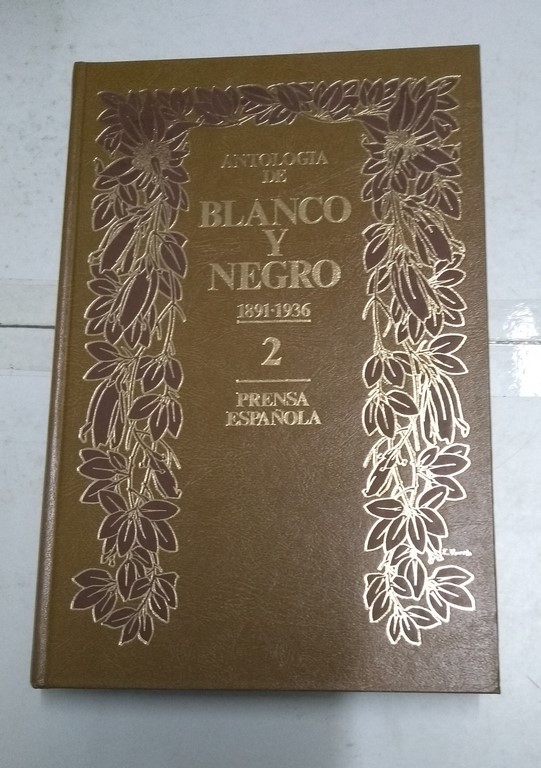 ANTOLOGIA
DE
BLANCO
Y
NEGRO
1891-1936
2
PRENSA
ESPAÑOLA